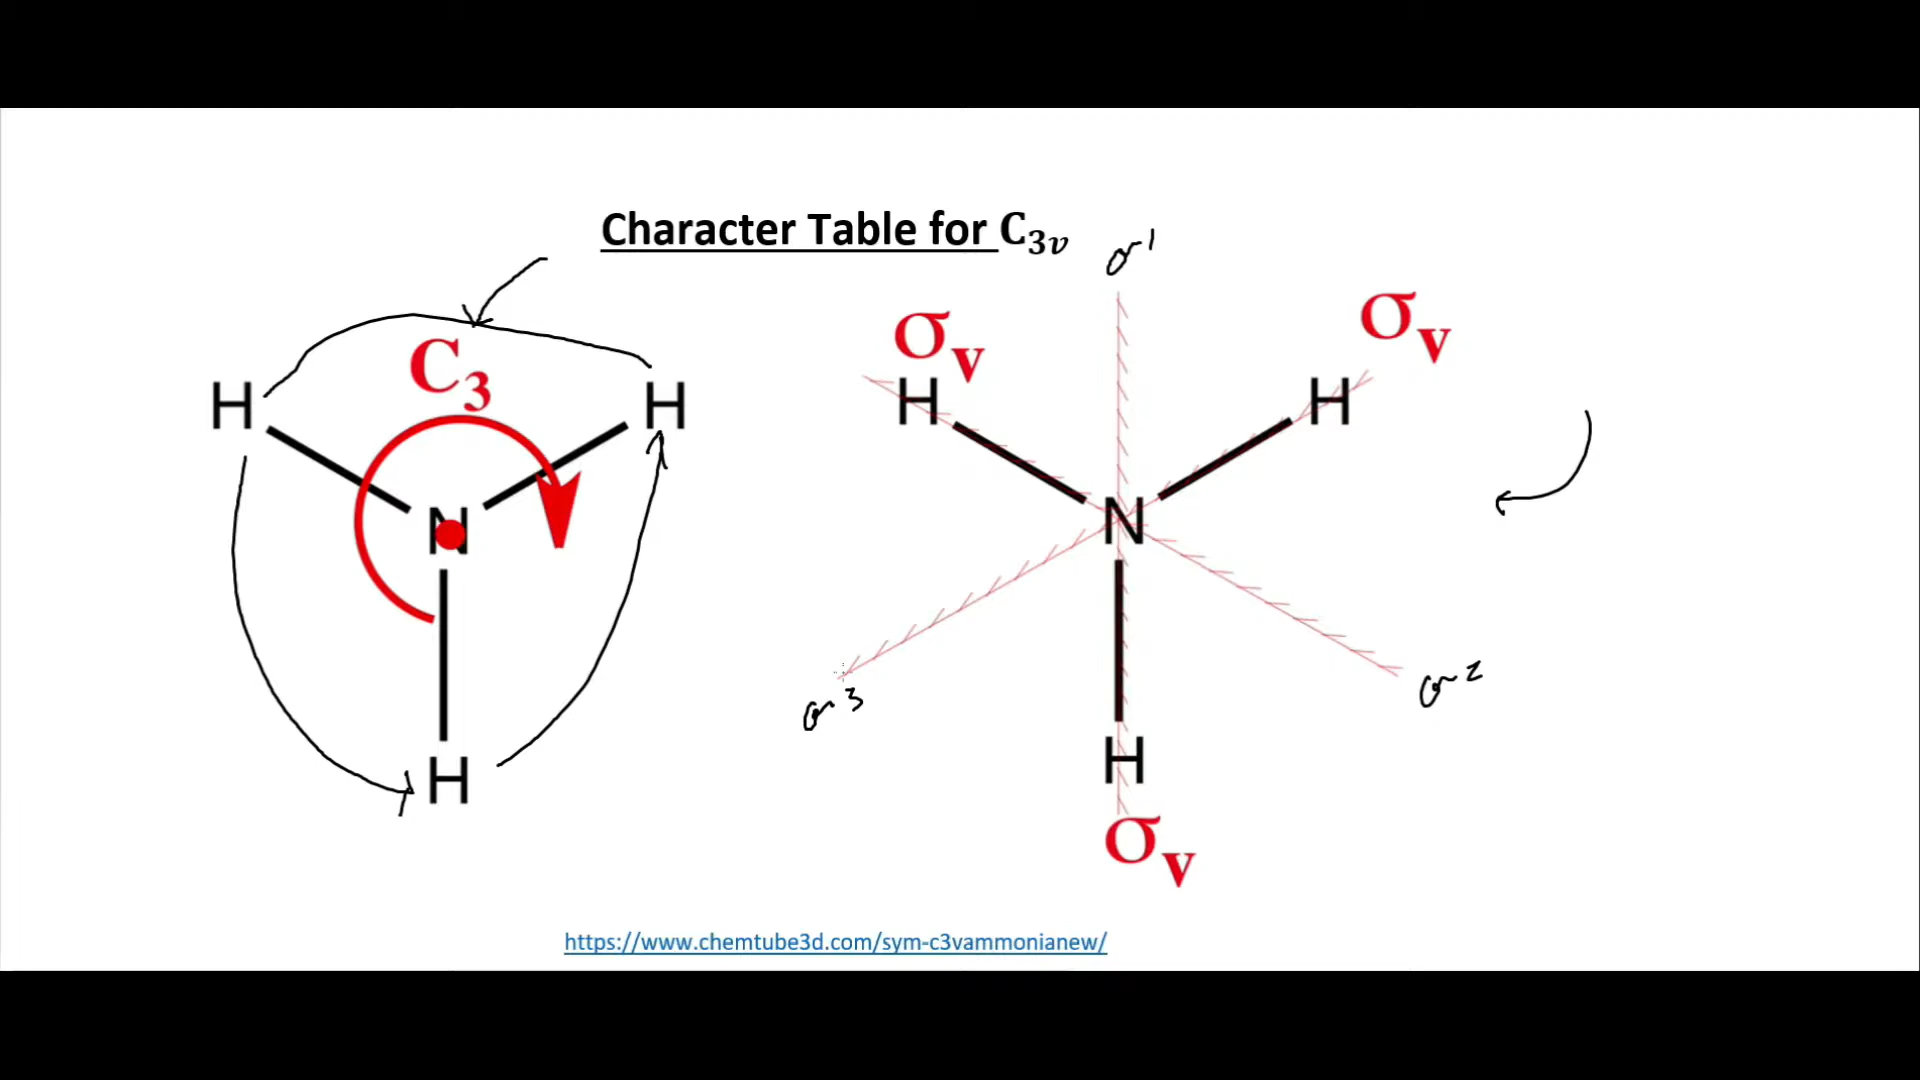 Character Table for C₃ᵥ
C₃
H
H
N
H
σ1
σᵥ
σᵥ
H
H
N
σ3
σ2
H
σᵥ
https://www.chemtube3d.com/sym-c3vammonianew/